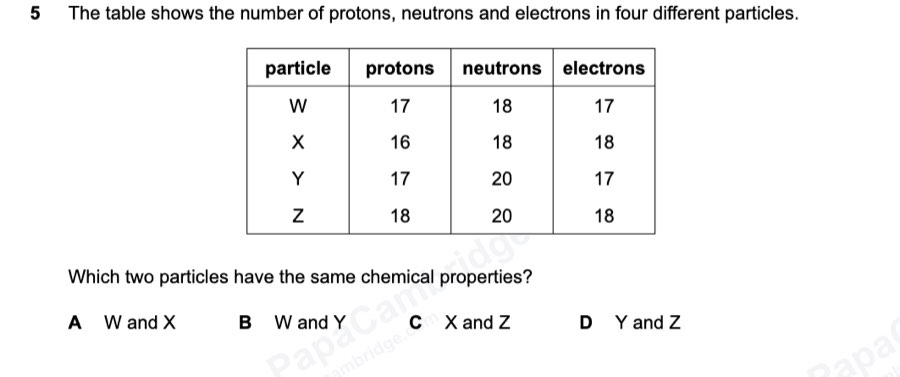 5 The table shows the number of protons, neutrons and electrons in four different particles.
particle protons neutrons electrons
W 17 18 17
X 16 18 18
Y 17 20 17
Z 18 20 18
Which two particles have the same chemical properties?
A W and X B W and Y C X and Z D Y and Z
PapaCambridge